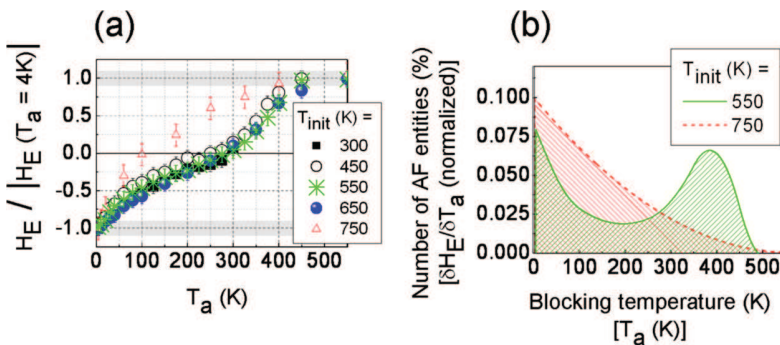 (a)
H_E / |H_E (T_a = 4K)|
1.0
0.5
0.0
-0.5
-1.0
0 100 200 300 400 500
T_a (K)
T_init (K) =
300
450
550
650
750
(b)
Number of AF entities (%)
[δH_E/δT_a (normalized)]
0.100
0.075
0.050
0.025
0.000
0 100 200 300 400 500
Blocking temperature (K)
[T_a (K)]
T_init (K) =
550
750